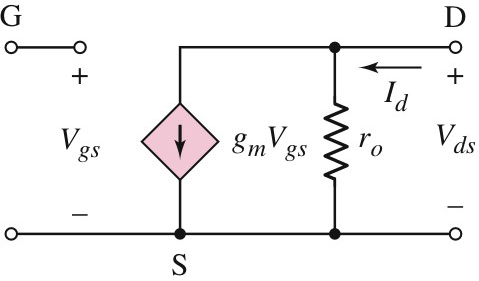 G D
+ +
I_d
V_gs g_mV_gs r_o V_ds
− −
S